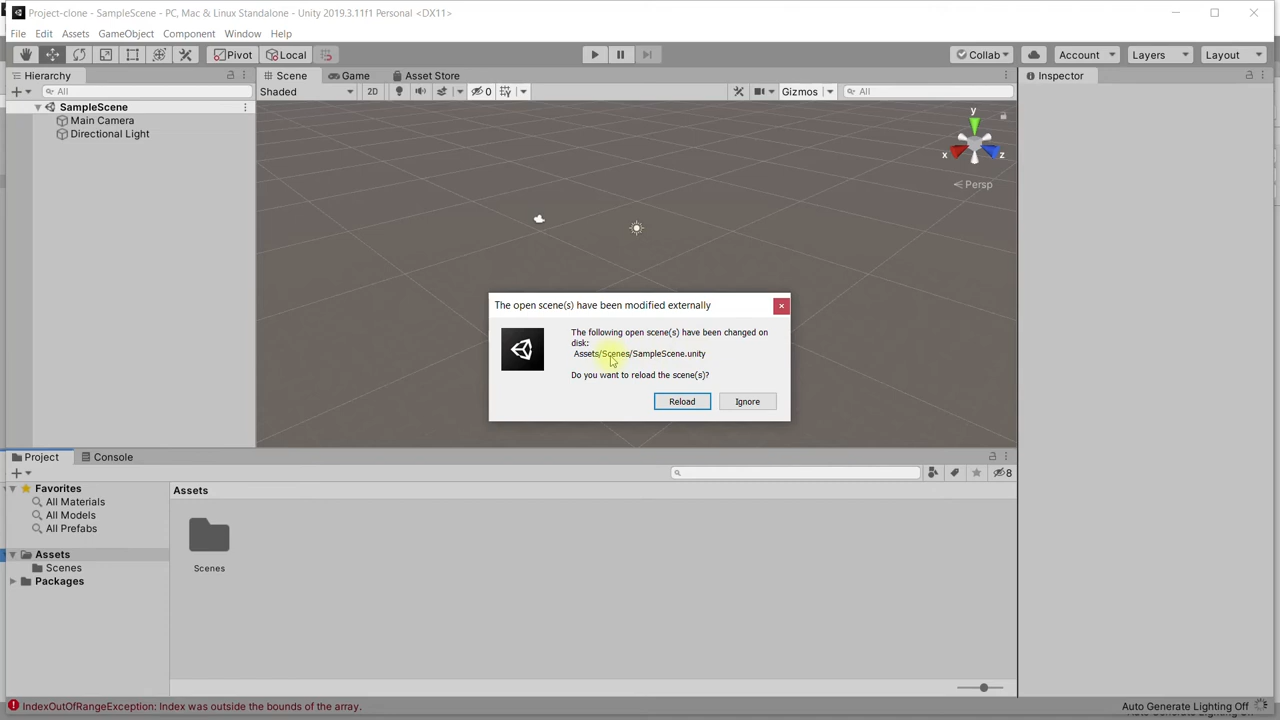 Project-clone - SampleScene - PC, Mac & Linux Standalone - Unity 2019.3.11f1 Personal <DX11>
File Edit Assets GameObject Component Window Help
Pivot Local Collab Account Layers Layout
Hierarchy Scene Game Asset Store Inspector
All Shaded 2D 0 Gizmos All
SampleScene
Main Camera
Directional Light
y
x z
Persp
The open scene(s) have been modified externally
The following open scene(s) have been changed on
disk:
Assets/Scenes/SampleScene.unity
Do you want to reload the scene(s)?
Reload Ignore
Project Console
8
Favorites Assets
All Materials
All Models
All Prefabs
Assets
Scenes Scenes
Packages
IndexOutOfRangeException: Index was outside the bounds of the array. Auto Generate Lighting Off